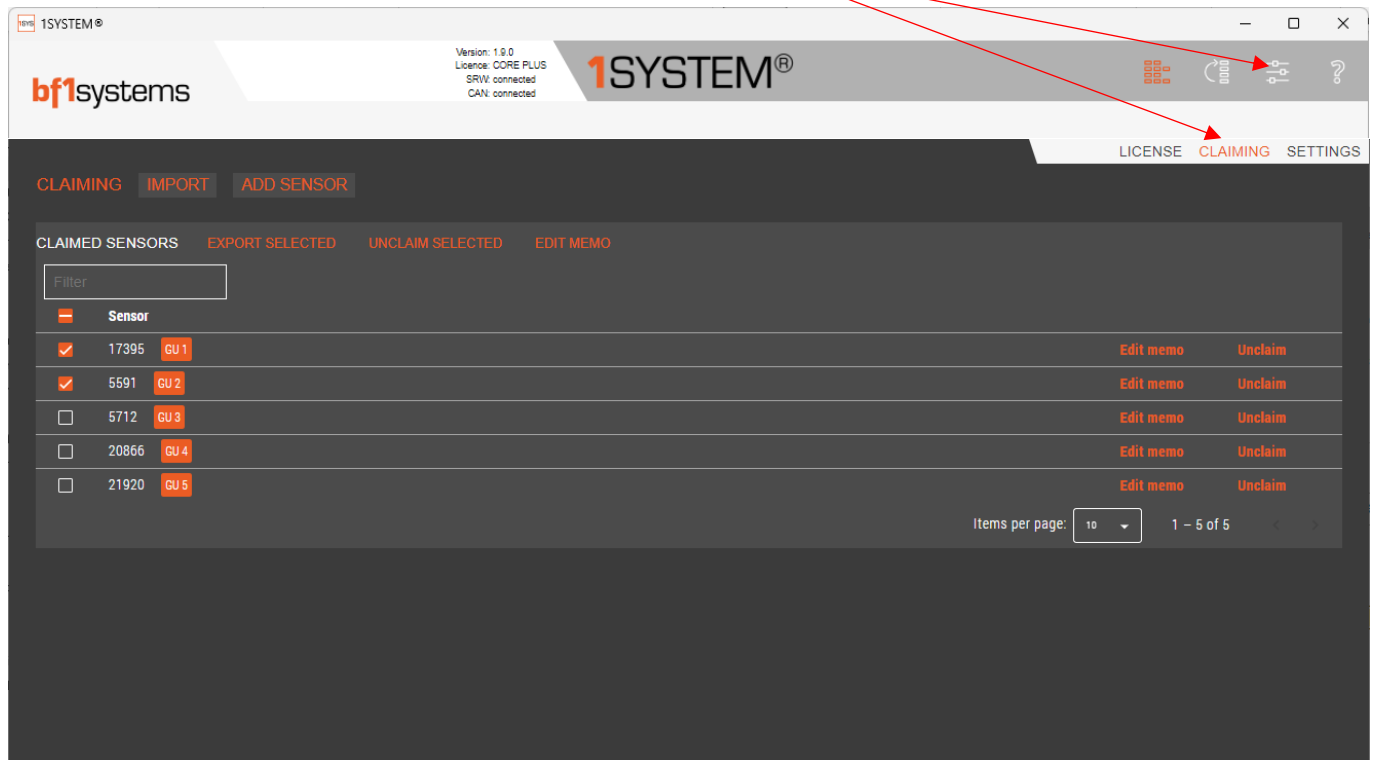 1SYS 1SYSTEM®
Version: 1.9.0
Licence: CORE PLUS
SRW: connected
CAN: connected
bf1systems
1SYSTEM®
LICENSE CLAIMING SETTINGS
CLAIMING IMPORT ADD SENSOR
CLAIMED SENSORS EXPORT SELECTED UNCLAIM SELECTED EDIT MEMO
Filter
Sensor
17395 GU 1 Edit memo Unclaim
5591 GU 2 Edit memo Unclaim
5712 GU 3 Edit memo Unclaim
20866 GU 4 Edit memo Unclaim
21920 GU 5 Edit memo Unclaim
Items per page: 10 1 – 5 of 5